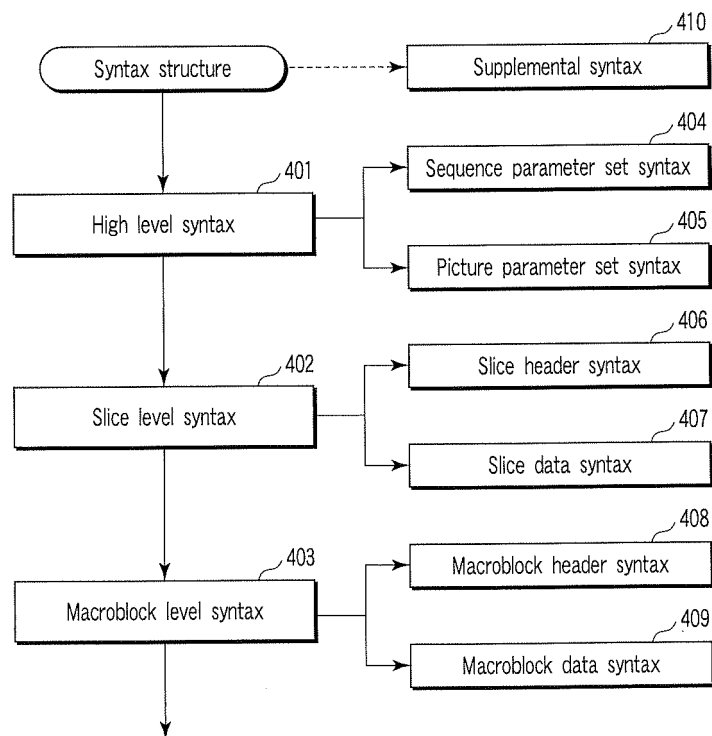 410
Syntax structure
Supplemental syntax
404
Sequence parameter set syntax
401
High level syntax
405
Picture parameter set syntax
406
Slice header syntax
402
Slice level syntax
407
Slice data syntax
408
Macroblock header syntax
403
Macroblock level syntax
409
Macroblock data syntax